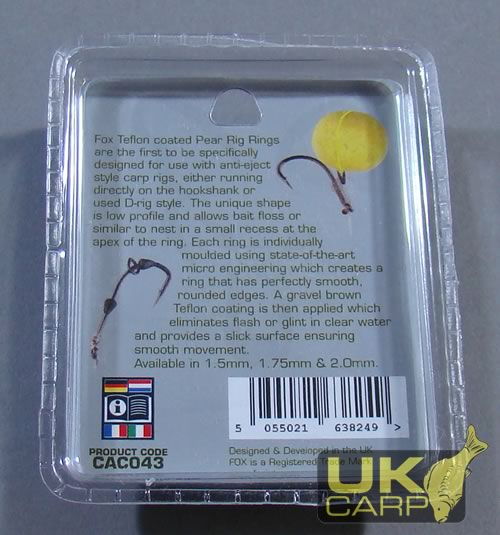 Fox Teflon coated Pear Rig Rings
are the first to be specifically
designed for use with anti-eject
style carp rigs, either running
directly on the hookshank or
used D-rig style. The unique shape
is low profile and allows bait floss or
similar to nest in a small recess at the
apex of the ring. Each ring is individually
moulded using state-of-the-art
micro engineering which creates a
ring that has perfectly smooth,
rounded edges. A gravel brown
Teflon coating is then applied which
eliminates flash or glint in clear water
and provides a slick surface ensuring
smooth movement.
Available in 1.5mm, 1.75mm & 2.0mm.
5 055021 638249 >
PRODUCT CODE
CAC043
Designed & Developed in the UK
FOX is a Registered Trade Mark
UK
CARP